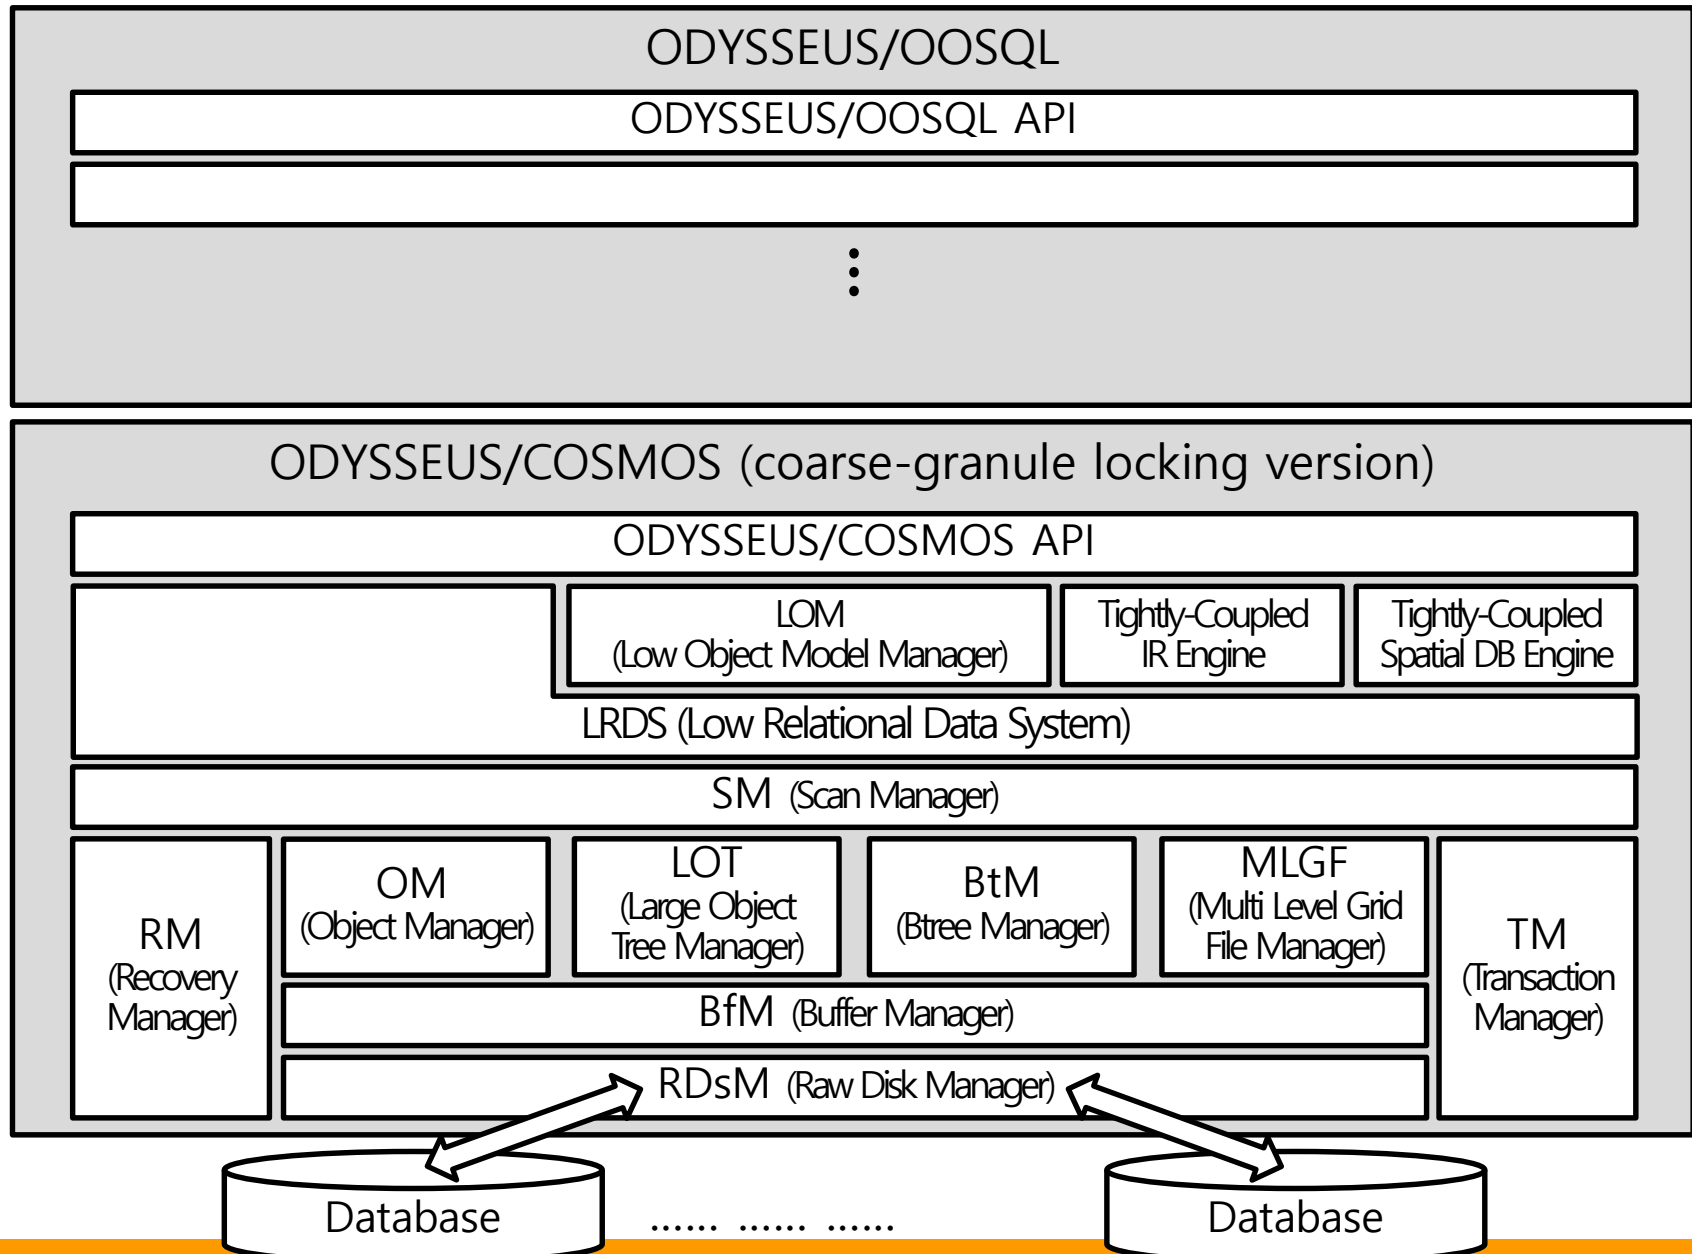 ODYSSEUS/OOSQL
ODYSSEUS/OOSQL API
ODYSSEUS/COSMOS (coarse-granule locking version)
ODYSSEUS/COSMOS API
LOM
(Low Object Model Manager)
Tightly-Coupled
IR Engine
Tightly-Coupled
Spatial DB Engine
LRDS (Low Relational Data System)
SM (Scan Manager)
RM
(Recovery
Manager)
OM
(Object Manager)
LOT
(Large Object
Tree Manager)
BtM
(Btree Manager)
MLGF
(Multi Level Grid
File Manager)
TM
(Transaction
Manager)
BfM (Buffer Manager)
RDsM (Raw Disk Manager)
Database
...... ...... ......
Database